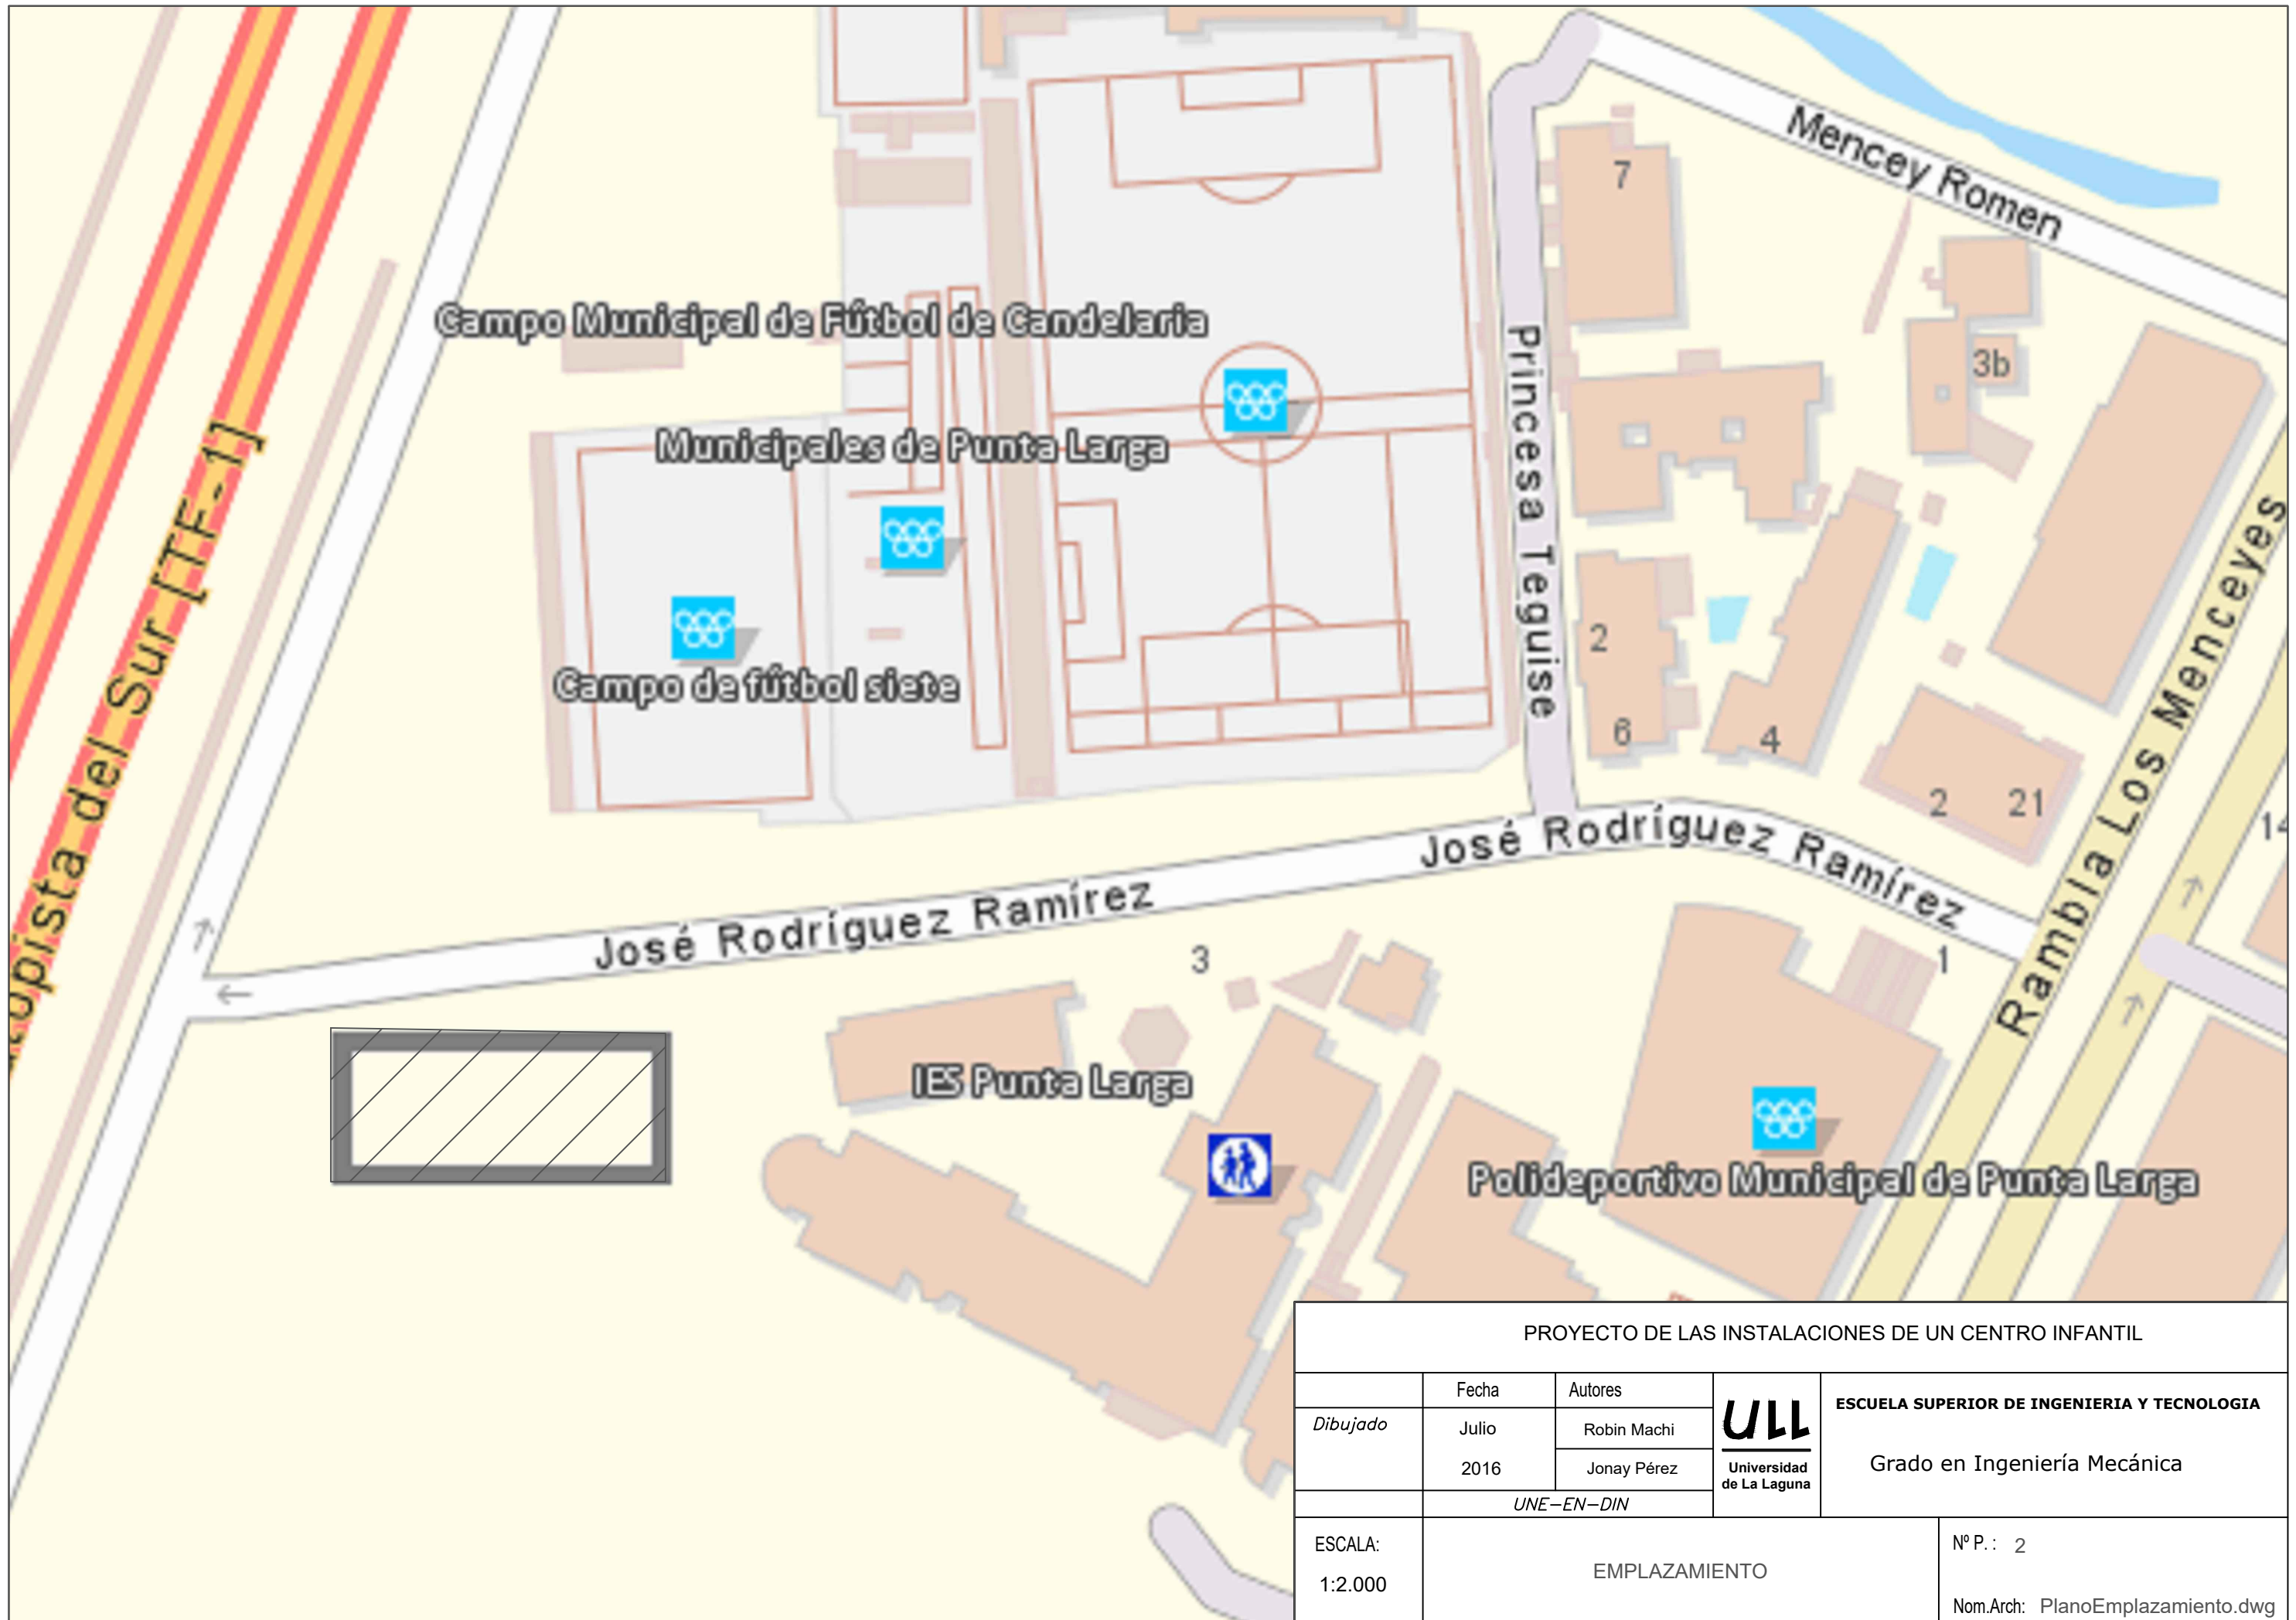 Mencey Romen
7
Campo Municipal de Fútbol de Candelaria
3b
Princesa Teguise
Municipales de Punta Larga
Autopista del Sur [TF-1]
Rambla Los Menceyes
2
Campo de fútbol siete
6
4
2
21
14
José Rodríguez Ramírez
José Rodríguez Ramírez
3
1
IES Punta Larga
Polideportivo Municipal de Punta Larga
PROYECTO DE LAS INSTALACIONES DE UN CENTRO INFANTIL
Fecha
Autores
Dibujado
Julio
2016
Robin Machi
Jonay Pérez
UNE-EN-DIN
ULL
Universidad
de La Laguna
ESCUELA SUPERIOR DE INGENIERIA Y TECNOLOGIA
Grado en Ingeniería Mecánica
ESCALA:
1:2.000
EMPLAZAMIENTO
Nº P. : 2
Nom.Arch: PlanoEmplazamiento.dwg